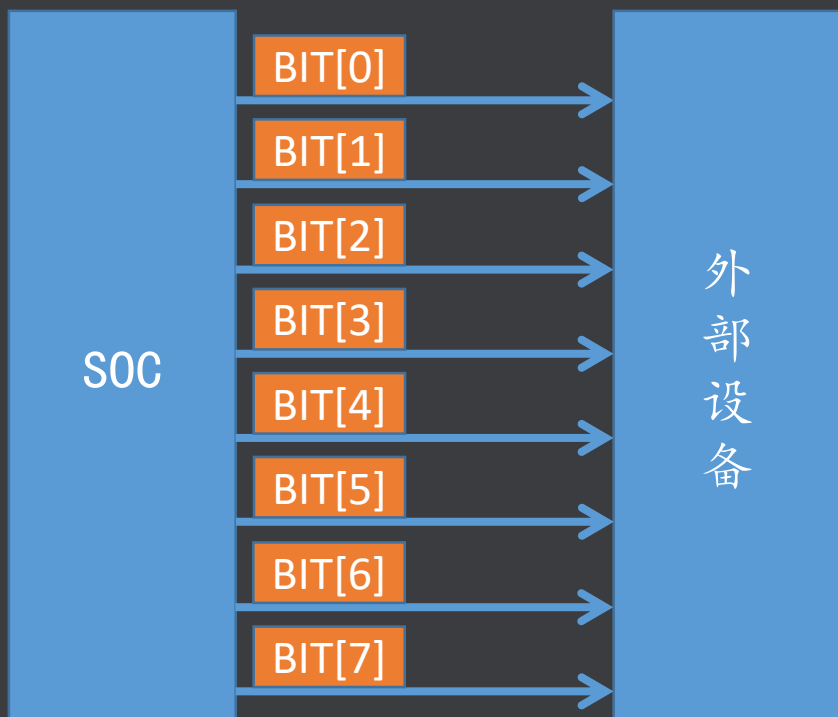 SOC
BIT[0]
BIT[1]
BIT[2]
BIT[3]
BIT[4]
BIT[5]
BIT[6]
BIT[7]
外部设备